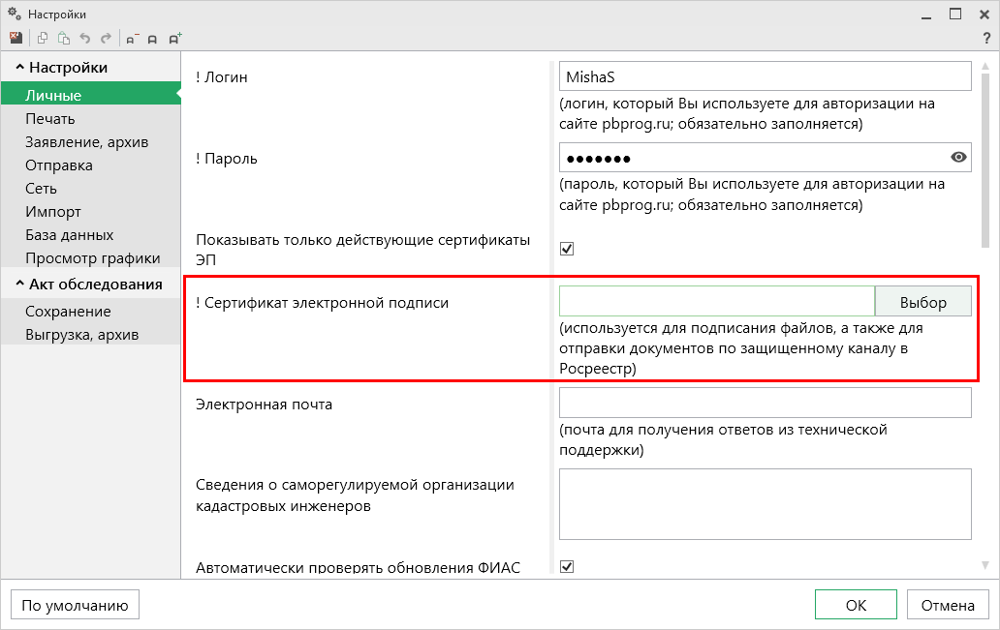 Настройки
?
Настройки
Личные
Печать
Заявление, архив
Отправка
Сеть
Импорт
База данных
Просмотр графики
Акт обследования
Сохранение
Выгрузка, архив
! Логин
MishaS
(логин, который Вы используете для авторизации на
сайте pbprog.ru; обязательно заполняется)
! Пароль
●●●●●●●
(пароль, который Вы используете для авторизации на
сайте pbprog.ru; обязательно заполняется)
Показывать только действующие сертификаты
ЭП
! Сертификат электронной подписи
Выбор
(используется для подписания файлов, а также для
отправки документов по защищенному каналу в
Росреестр)
Электронная почта
(почта для получения ответов из технической
поддержки)
Сведения о саморегулируемой организации
кадастровых инженеров
Автоматически проверять обновления ФИАС
По умолчанию
ОК
Отмена